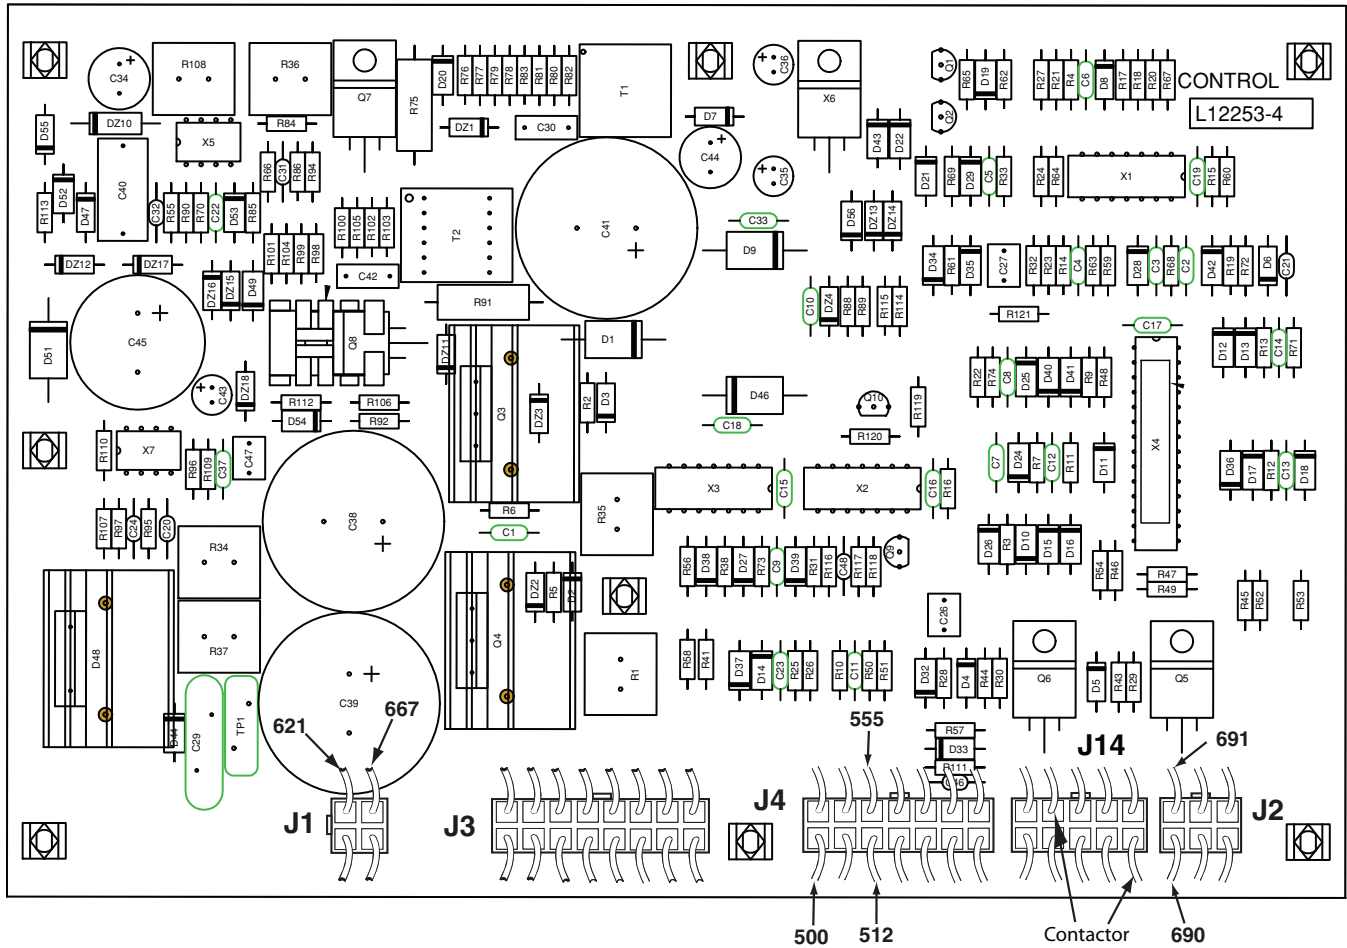 C34
R108
R36
Q7
R75
D20
R76
R77
R79
R78
R83
R81
R80
R82
T1
C36
X6
Q1
R65
D19
R62
R27
R21
R4
C6
D8
R17
R18
R20
R67
CONTROL
L12253-4
D55
DZ10
X5
R84
DZ1
C30
D7
C44
Q2
D43
D22
D52
R113
D47
C40
C32
R55
R90
R70
C22
D53
R85
R66
C31
R86
R94
C35
D21
R69
D29
C5
R33
R24
R64
X1
C19
R15
R60
R100
R105
R102
R103
T2
C41
C33
D9
D56
DZ13
DZ14
R101
R104
R99
R98
C42
DZ12
DZ17
DZ16
DZ15
D49
D34
R61
D35
C27
R32
R23
R14
C4
R63
R59
D28
C3
R68
C2
D42
R19
R72
D6
C21
R91
C10
DZ4
R88
R89
R115
R114
R121
C17
D51
C45
Q8
DZ11
D1
D12
D13
R13
C14
R71
C43
DZ18
R112
D54
R106
R92
Q3
DZ3
R2
D3
D46
C18
Q10
R119
R120
R22
R74
C8
D25
D40
D41
R9
R48
X4
R110
X7
R96
R109
C37
C47
C7
D24
R7
C12
R11
D11
D36
D17
R12
C13
D18
X3
C15
X2
C16
R16
R107
R97
C24
R95
C20
C38
R6
C1
R35
R34
R56
D38
R38
D27
R73
C9
D39
R31
R116
C48
R117
R118
Q9
D26
R3
D10
D15
D16
R54
R46
R47
R49
R45
R52
R53
D48
R37
DZ2
R5
D2
Q4
C26
R1
R58
R41
D37
D14
C23
R25
R26
R10
C11
R50
R51
D32
R28
D4
R44
R30
Q6
D5
R43
R29
Q5
D44
C29
TP1
C39
621
667
555
R57
D33
R111
C46
J14
691
J1
J3
J4
J2
500
512
Contactor
690